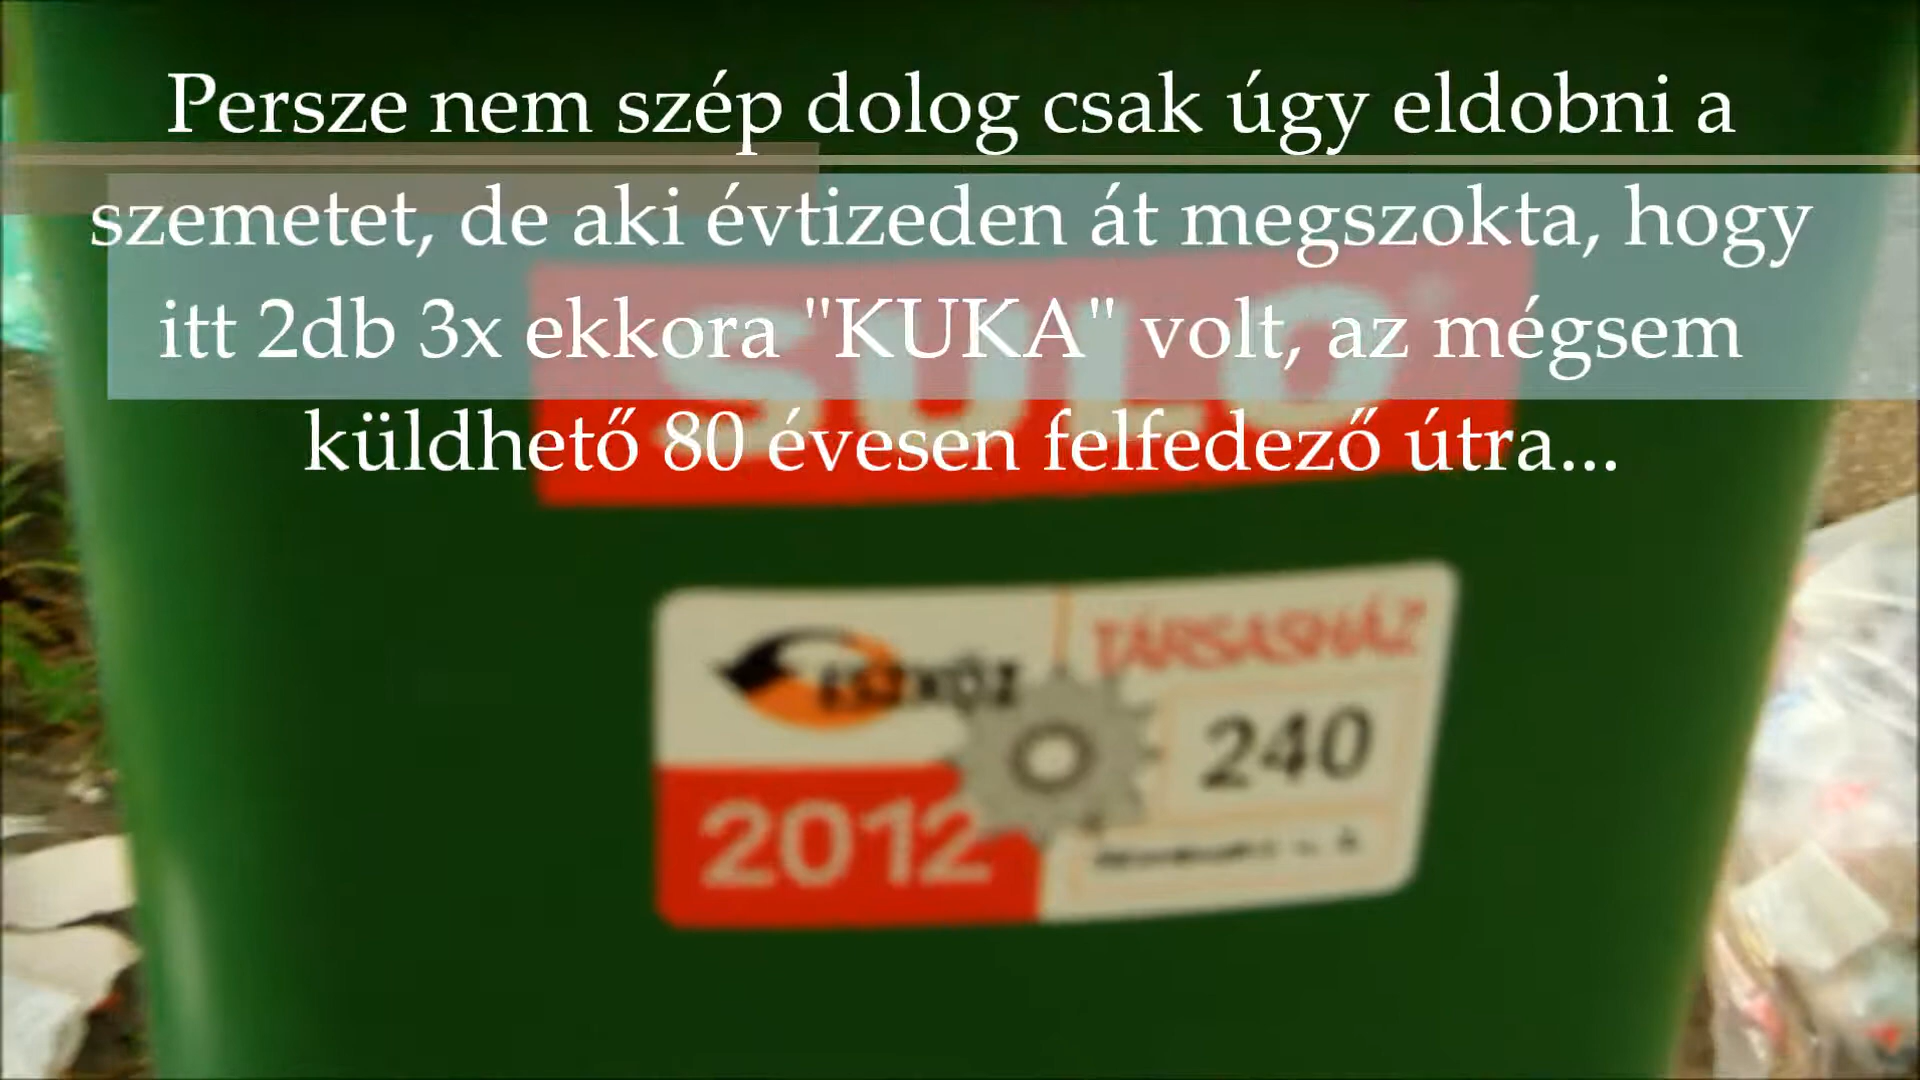 Persze nem szép dolog csak úgy eldobni a
szemetet, de aki évtizeden át megszokta, hogy
itt 2db 3x ekkora "KUKA" volt, az mégsem
küldhető 80 évesen felfedező útra...
SULO
ESZKÖZ
TÁRSASHÁZ
240
2012